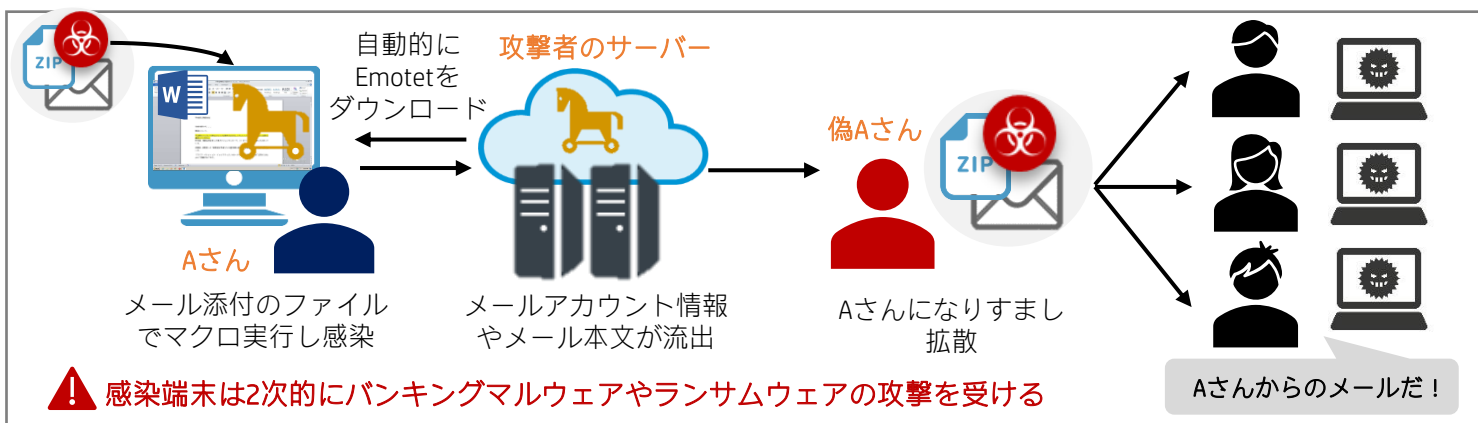 ZIP
W
自動的に
Emotetを
ダウンロード
攻撃者のサーバー
偽Aさん
ZIP
Aさん
メール添付のファイル
でマクロ実行し感染
メールアカウント情報
やメール本文が流出
Aさんになりすまし
拡散
感染端末は2次的にバンキングマルウェアやランサムウェアの攻撃を受ける
Aさんからのメールだ！